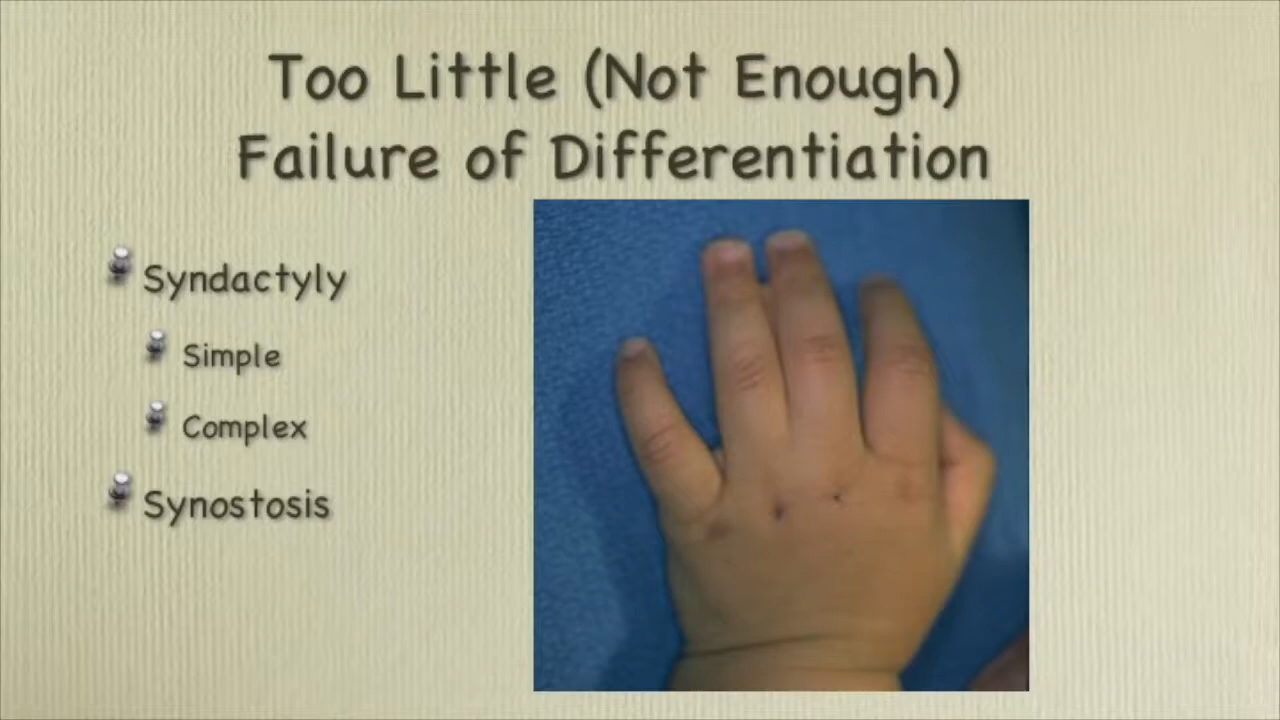 Too Little (Not Enough)
Failure of Differentiation
Syndactyly
Simple
Complex
Synostosis